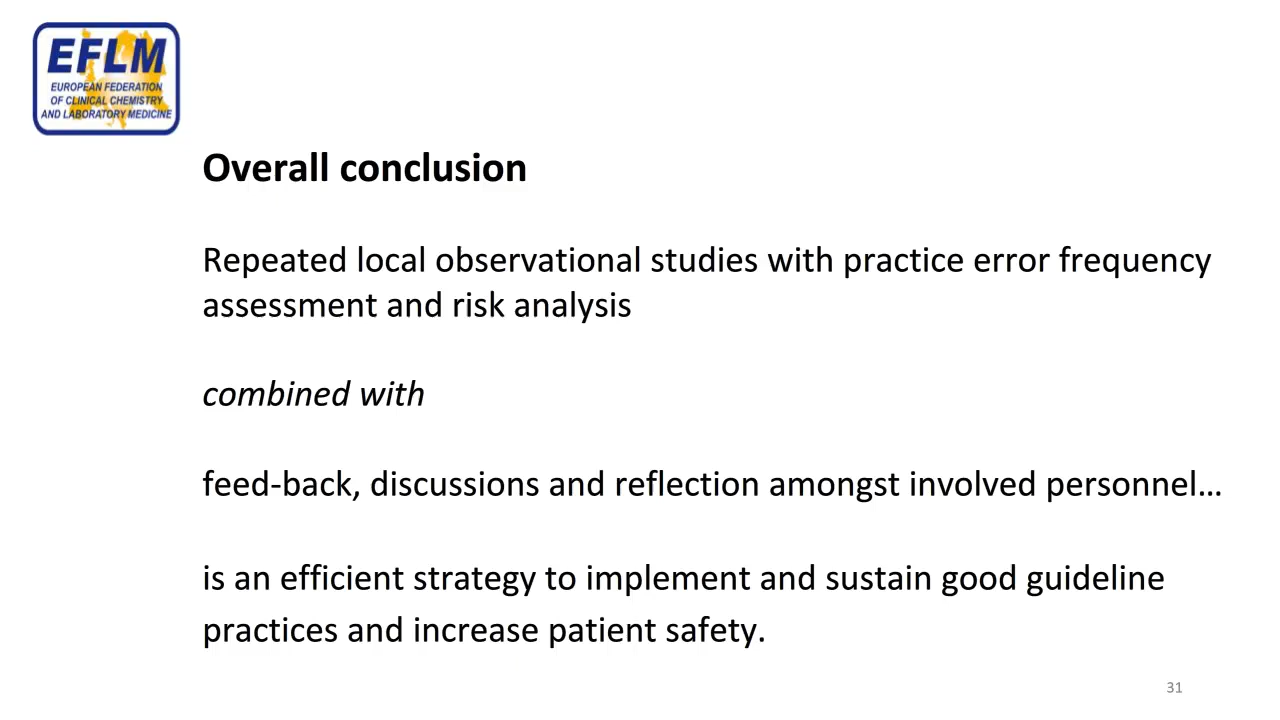 EFLM
EUROPEAN FEDERATION
OF CLINICAL CHEMISTRY
AND LABORATORY MEDICINE
Overall conclusion
Repeated local observational studies with practice error frequency
assessment and risk analysis
combined with
feed-back, discussions and reflection amongst involved personnel…
is an efficient strategy to implement and sustain good guideline
practices and increase patient safety.
31